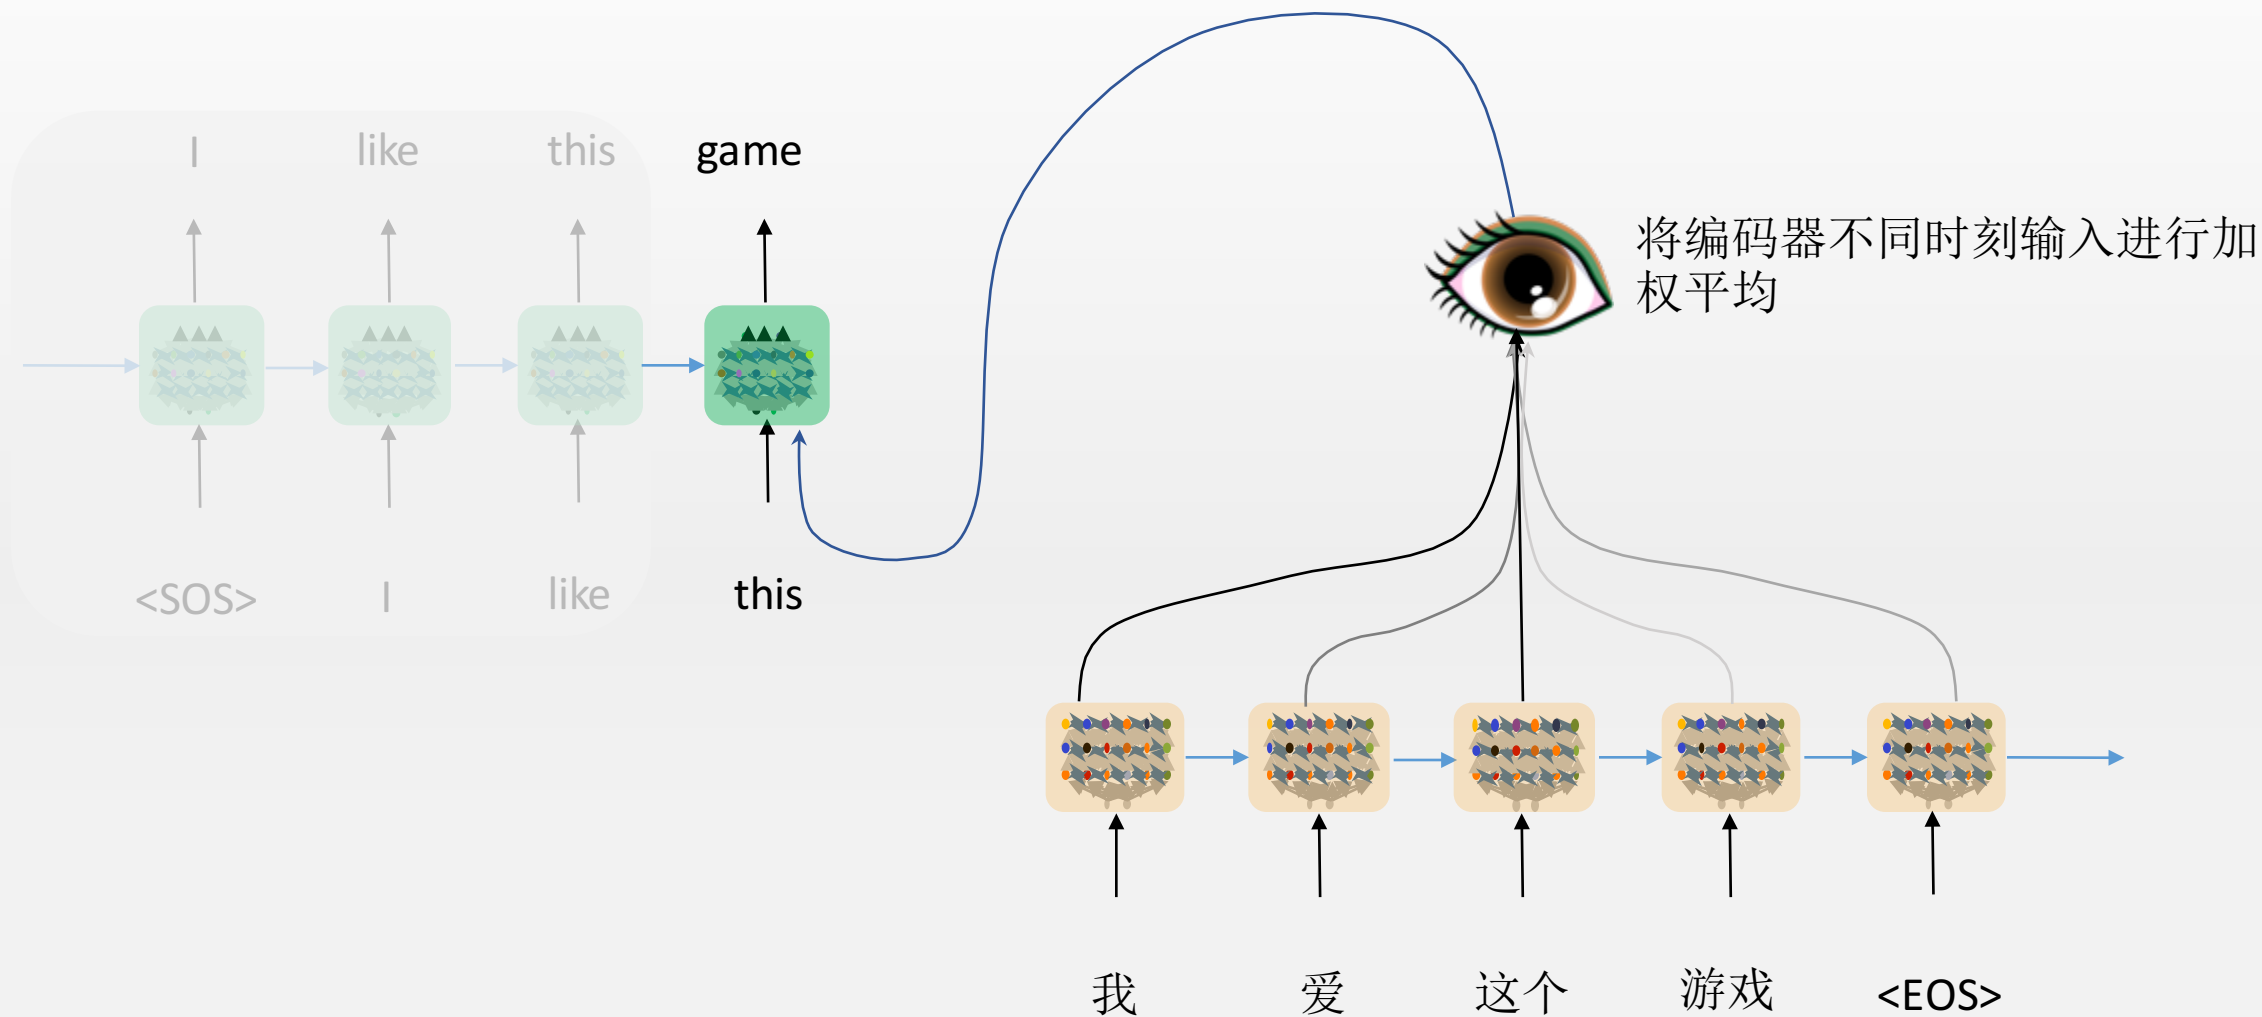 I like this game
将编码器不同时刻输入进行加
权平均
<SOS> I like this
我 爱 这个 游戏 <EOS>